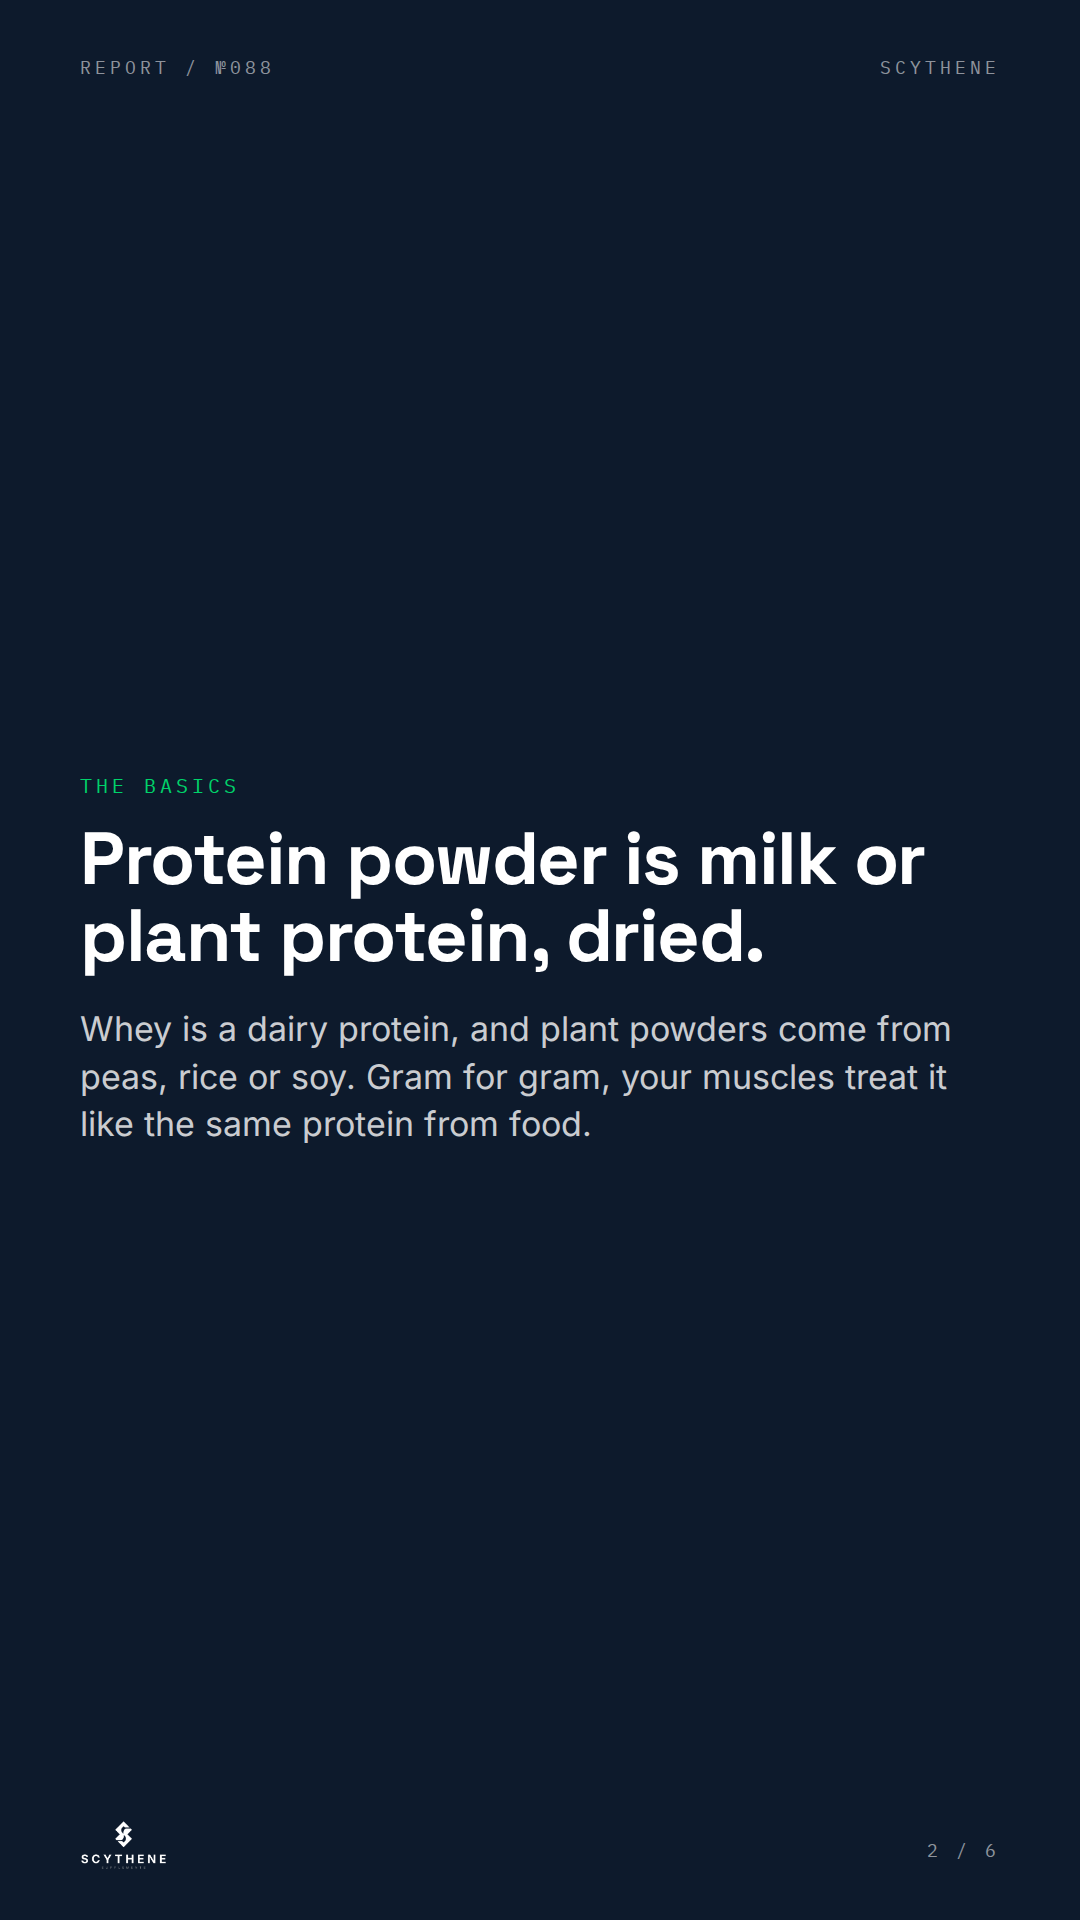 REPORT / №088
SCYTHENE
THE BASICS
Protein powder is milk or
plant protein, dried.
Whey is a dairy protein, and plant powders come from
peas, rice or soy. Gram for gram, your muscles treat it
like the same protein from food.
SCYTHENE
2 / 6